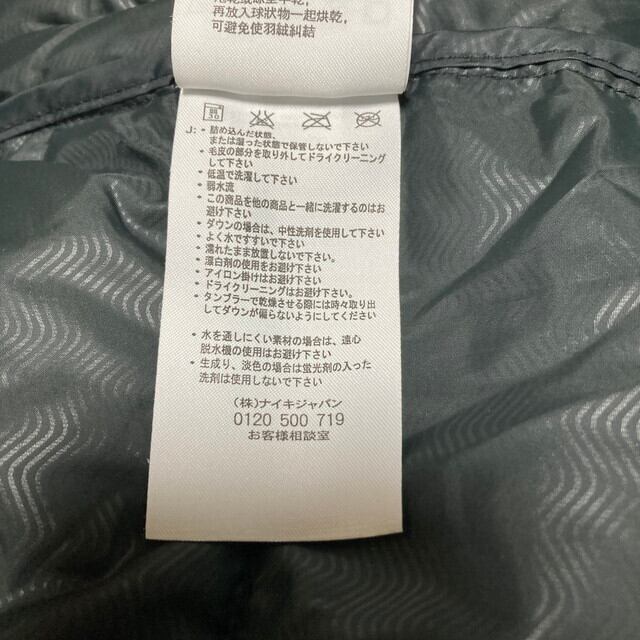 再放入球狀物一起烘乾,
可避免使羽絨糾結
J: ・詰め込んだ状態,
または湿った状態で保管しない下さい
・毛皮の部分を取り外してドライクリーニング
して下さい
・低温で洗濯して下さい
・弱水流
・この商品を他の商品と一緒に洗濯するのはお
避け下さい
・ダウンの場合は、中性洗剤を使用して下さい
・よく水ですすいで下さい
・濡れたまま放置しないで下さい。
・漂白剤の使用をお避け下さい
・アイロン掛けはお避け下さい
・ドライクリーニングはお避け下さい。
・タンブラーで乾燥させる際には時々取り出
してダウンが偏らないようにしてください
・水を通しにくい素材の場合は、遠心
脱水機の使用はお避け下さい
・生成り、淡色の場合は蛍光剤の入った
洗剤は使用しないで下さい
(株)ナイキジャパン
0120 500 719
お客様相談室